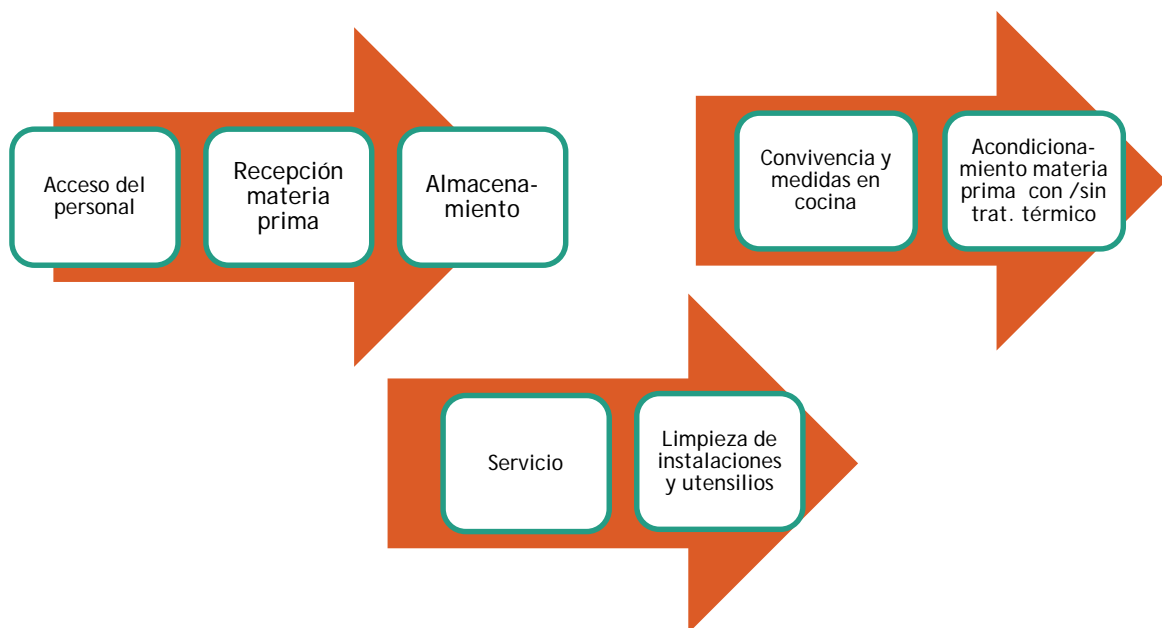 Acceso del
personal
Recepción
materia
prima
Almacena-
miento
Convivencia y
medidas en
cocina
Acondiciona-
miento materia
prima con /sin
trat. térmico
Servicio
Limpieza de
instalaciones
y utensilios